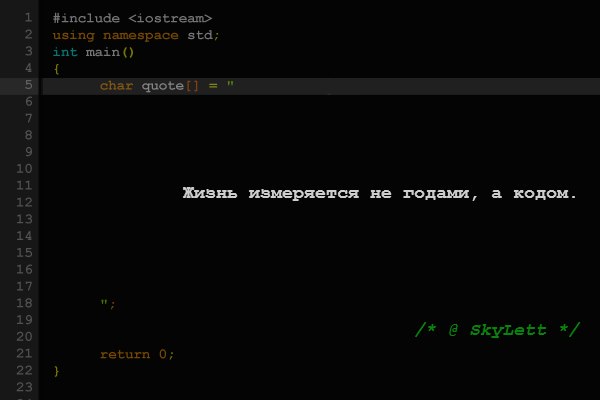 1 #include <iostream>
2 using namespace std;
3 int main()
4 {
5 char quote[] = "
6
7
8
9
10
11 Жизнь измеряется не годами, а кодом.
12
13
14
15
16
17
18 ";
19
20 /* @ SkyLett */
21 return 0;
22 }
23